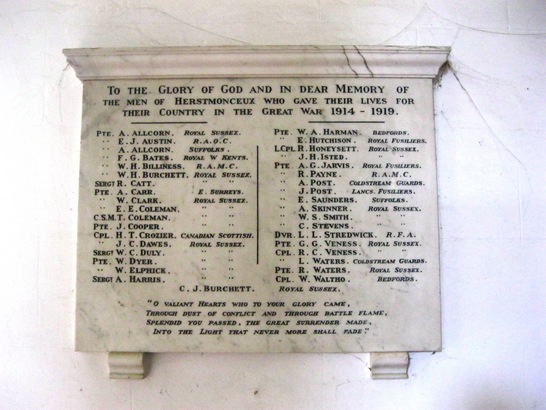 TO THE GLORY OF GOD AND IN DEAR MEMORY OF
THE MEN OF HERSTMONCEUX WHO GAVE THEIR LIVES FOR
THEIR COUNTRY IN THE GREAT WAR 1914 - 1919.
PTE. A. ALLCORN. ROYAL SUSSEX.
" E. J. AUSTIN. R.A.O.C.
" A. ALLCORN. SUFFOLKS.
" F. G. BATES. ROYAL W KENTS.
" W. H. BILLINESS. R.A.M.C.
" W. H. BURCHETT. ROYAL SUSSEX.
SERGT R. CATT. " "
PTE. A. CARR. E. SURREYS.
" W. CLARK. ROYAL SUSSEX.
" E. E. COLEMAN. " "
C.S.M. T. COLEMAN. " "
PTE. J. COOPER. " "
CPL H. T. CROZIER. CANADIAN SCOTTISH.
" J. C. DAWES. ROYAL SUSSEX.
SERGT W. C. DULY. " "
PTE. W. DYER. " "
" W. ELPHICK. " "
SERGT A. HARRIS. " "
PTE. W. A. HARMAN. BEDFORDS.
" E. HUTCHISON. ROYAL FUSILIERS.
L.CPL R. HONEYSETT. ROYAL SUSSEX.
" J. H. ISTED. " "
PTE. A. G. JARVIS. ROYAL FUSILIERS.
" R. PAYNE. R.A.M.C.
" A. POST. COLDSTREAM GUARDS.
" J. POST. LANCS. FUSILIERS.
" E. SAUNDERS. SUFFOLKS.
" A. SKINNER. ROYAL SUSSEX.
" W. S. SMITH. " "
" C. STEVENS. " "
DVR. L. L. STREDWICK. R.F.A.
PTE. G. G. VENESS. ROYAL SUSSEX.
CPL. R. C. VENESS. " "
" L. WATERS. COLDSTREAM GUARDS.
PTE. R. WATERS. ROYAL SUSSEX.
CPL. W. WALTHO. BEDFORDS.
C. J. BURCHETT. ROYAL SUSSEX.
"O VALIANT HEARTS WHO TO YOUR GLORY CAME,
THROUGH DUST OF CONFLICT AND THROUGH BATTLE FLAME,
SPLENDID YOU PASSED, THE GREAT SURRENDER MADE,
INTO THE LIGHT THAT NEVER MORE SHALL FADE."